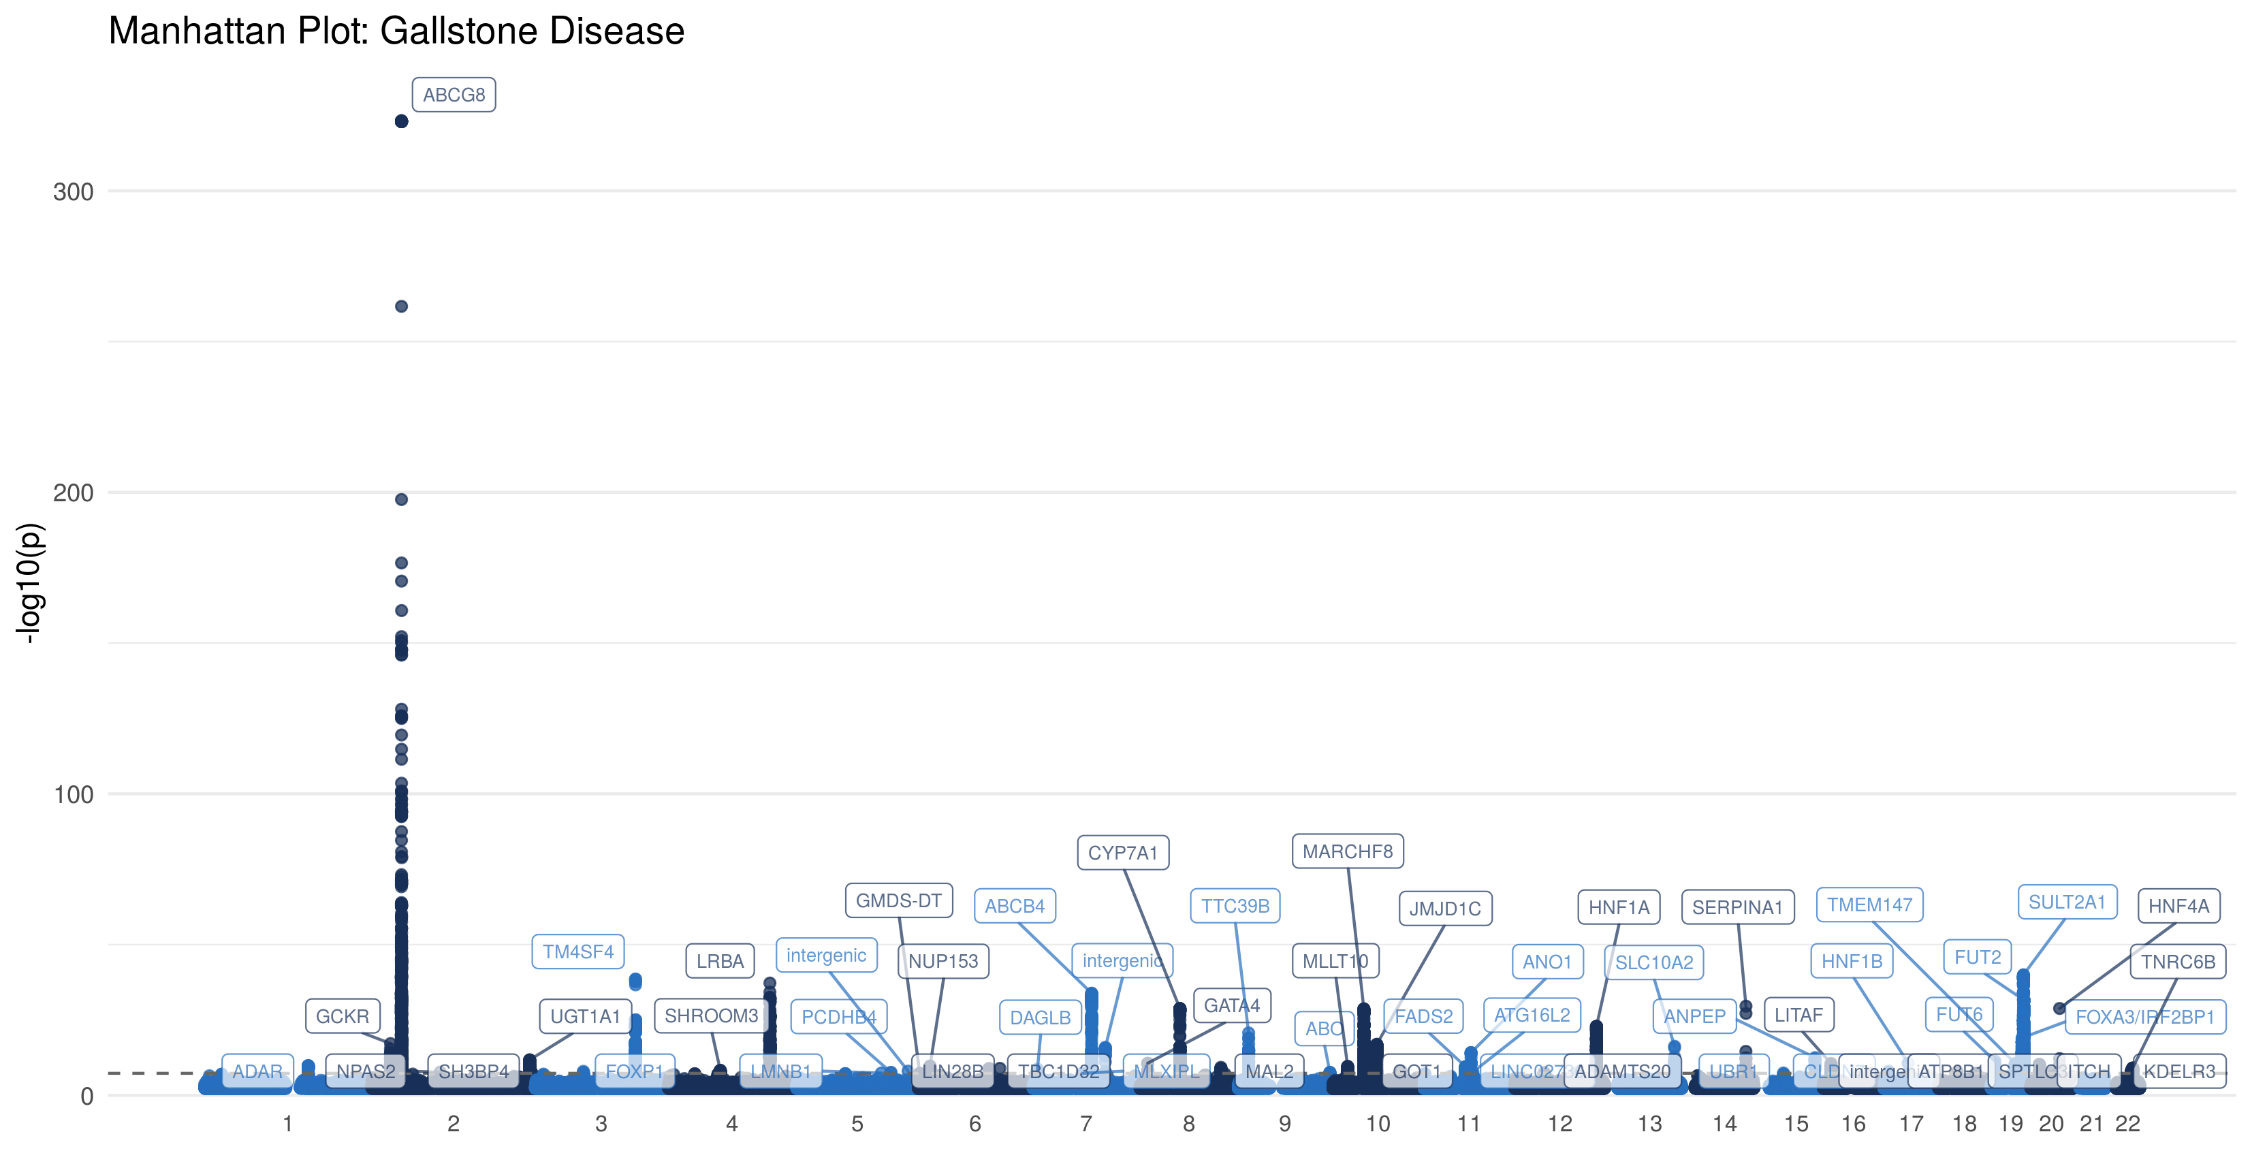 Manhattan Plot: Gallstone Disease
ABCG8
300
200
100
0
-log10(p)
CYP7A1
MARCHF8
GMDS-DT
ABCB4
TTC39B
JMJD1C
HNF1A
SERPINA1
TMEM147
SULT2A1
HNF4A
TM4SF4
LRBA
intergenic
NUP153
intergenic
MLLT10
ANO1
SLC10A2
HNF1B
FUT2
TNRC6B
GCKR
UGT1A1
SHROOM3
PCDHB4
DAGLB
GATA4
ABO
FADS2
ATG16L2
ANPEP
LITAF
FUT6
FOXA3/IRF2BP1
ADAR
NPAS2
SH3BP4
FOXP1
LMNB1
LIN28B
TBC1D32
MLXIPL
MAL2
GOT1
ADAMTS20
UBR1
ATP8B1
SPTLC3
ITCH
KDELR3
1 2 3 4 5 6 7 8 9 10 11 12 13 14 15 16 17 18 19 20 21 22